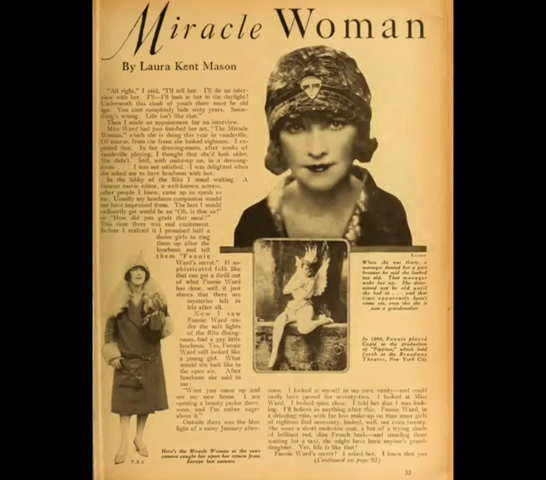 Miracle Woman
By Laura Kent Mason
"All right," I said, "I'll tell her. I'll do an inter-
view with her. I'll—I'll look at her in the daylight!
Underneath this cloak of youth there must be old
age. You cant completely hide sixty years. Some-
thing's wrong. Life isn't like that."
Then I made an appointment for an interview.
Miss Ward had just finished her act, "The Miracle
Woman," which she is doing this year in vaudeville.
Of course, from the front she looked eighteen. I ex-
pected that. In her dressing-room, after weeks of
vaudeville playing, I thought that she'd look older.
She didn't. Still, with make-up on, in a dressing-
room . . . I was not satisfied. I was delighted when
she asked me to have luncheon with her.
In the lobby of the Ritz I stood waiting. A
famous movie editor, a well-known actress,
other people I knew, came up to speak to
me. Usually my luncheon companion would
not have impressed them. The best I would
ordinarily get would be an "Oh, is that so?"
or "How did you graft that meal?"
This time there was real excitement.
Before I realized it I promised half a
dozen girls to ring
them up after the
luncheon and tell
them "Fannie
Ward's secret." If so-
phisticated folk like
that can get a thrill out
of what Fannie Ward
has done, well, it just
shows that there are
mysteries left in
life after all.
Now I saw
Fannie Ward un-
der the soft lights
of the Ritz dining-
room, had a gay little
luncheon. Yes, Fannie
Ward still looked like
a young girl. What
would she look like in
the open air. After
luncheon she said to
me:
"Wont you come up and
see my new house. I am
opening a beauty parlor there,
soon, and I'm rather eager
about it."
Outside there was the blue
light of a rainy January after-
noon. I looked at myself in my own vanity—and could
easily have passed for seventy-two. I looked at Miss
Ward. I looked quite close. I told her that I was look-
ing. I'll believe in anything after this. Fannie Ward, in
a drizzling rain, with far less make-up on than most girls
of eighteen find necessary, looked, well, not even twenty.
She wore a short mole-skin coat, a hat of a trying shade
of brilliant red, slim French heels—and standing there
waiting for a taxi, she might have been anyone's grand-
daughter. Yes, life is like that!
Fannie Ward's secret? I asked her. I knew that you
(Continued on page 92)
When she was thirty, a
manager denied her a part
because he said she looked
too old. That manager
make her up. She deter-
mined not to old until
she had to . . . and that
time apparently hasn't
come yet, even tho she is
now a grandmother
In 1890, Fannie played
Cupid in the production
of "Pippino," which held
forth at the Broadway
Theatre, New York City
P. & A.
Here's the Miracle Woman as the news
camera caught her upon her return from
Europe last autumn
53